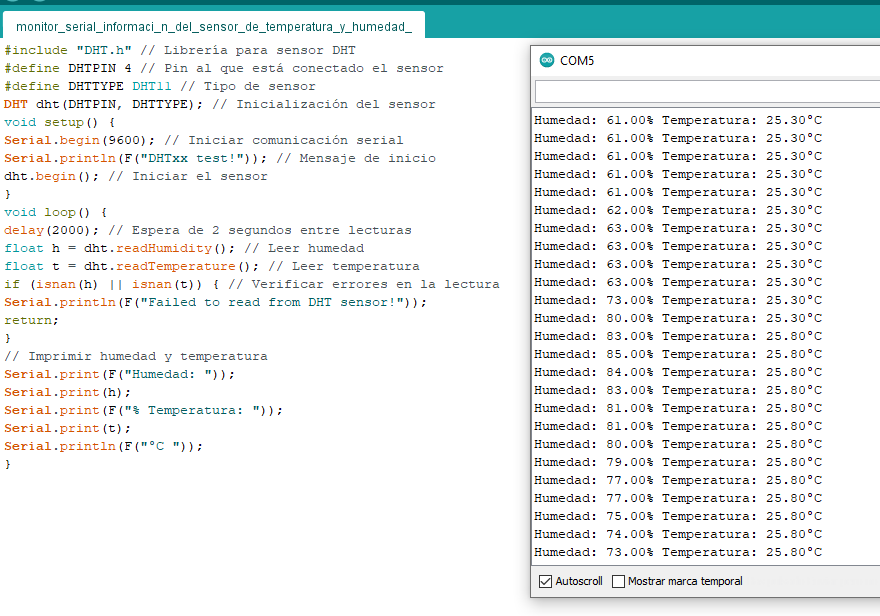 monitor_serial_informaci_n_del_sensor_de_temperatura_y_humedad_
#include "DHT.h" // Librería para sensor DHT
#define DHTPIN 4 // Pin al que está conectado el sensor
#define DHTTYPE DHT11 // Tipo de sensor
DHT dht(DHTPIN, DHTTYPE); // Inicialización del sensor
void setup() {
Serial.begin(9600); // Iniciar comunicación serial
Serial.println(F("DHTxx test!")); // Mensaje de inicio
dht.begin(); // Iniciar el sensor
}
void loop() {
delay(2000); // Espera de 2 segundos entre lecturas
float h = dht.readHumidity(); // Leer humedad
float t = dht.readTemperature(); // Leer temperatura
if (isnan(h) || isnan(t)) { // Verificar errores en la lectura
Serial.println(F("Failed to read from DHT sensor!"));
return;
}
// Imprimir humedad y temperatura
Serial.print(F("Humedad: "));
Serial.print(h);
Serial.print(F("% Temperatura: "));
Serial.print(t);
Serial.println(F("°C "));
}
COM5
Humedad: 61.00% Temperatura: 25.30°C
Humedad: 61.00% Temperatura: 25.30°C
Humedad: 61.00% Temperatura: 25.30°C
Humedad: 61.00% Temperatura: 25.30°C
Humedad: 61.00% Temperatura: 25.30°C
Humedad: 62.00% Temperatura: 25.30°C
Humedad: 63.00% Temperatura: 25.30°C
Humedad: 63.00% Temperatura: 25.30°C
Humedad: 63.00% Temperatura: 25.30°C
Humedad: 63.00% Temperatura: 25.30°C
Humedad: 73.00% Temperatura: 25.30°C
Humedad: 80.00% Temperatura: 25.30°C
Humedad: 83.00% Temperatura: 25.80°C
Humedad: 85.00% Temperatura: 25.80°C
Humedad: 84.00% Temperatura: 25.80°C
Humedad: 83.00% Temperatura: 25.80°C
Humedad: 81.00% Temperatura: 25.80°C
Humedad: 81.00% Temperatura: 25.80°C
Humedad: 80.00% Temperatura: 25.80°C
Humedad: 79.00% Temperatura: 25.80°C
Humedad: 77.00% Temperatura: 25.80°C
Humedad: 77.00% Temperatura: 25.80°C
Humedad: 75.00% Temperatura: 25.80°C
Humedad: 74.00% Temperatura: 25.80°C
Humedad: 73.00% Temperatura: 25.80°C
Autoscroll Mostrar marca temporal